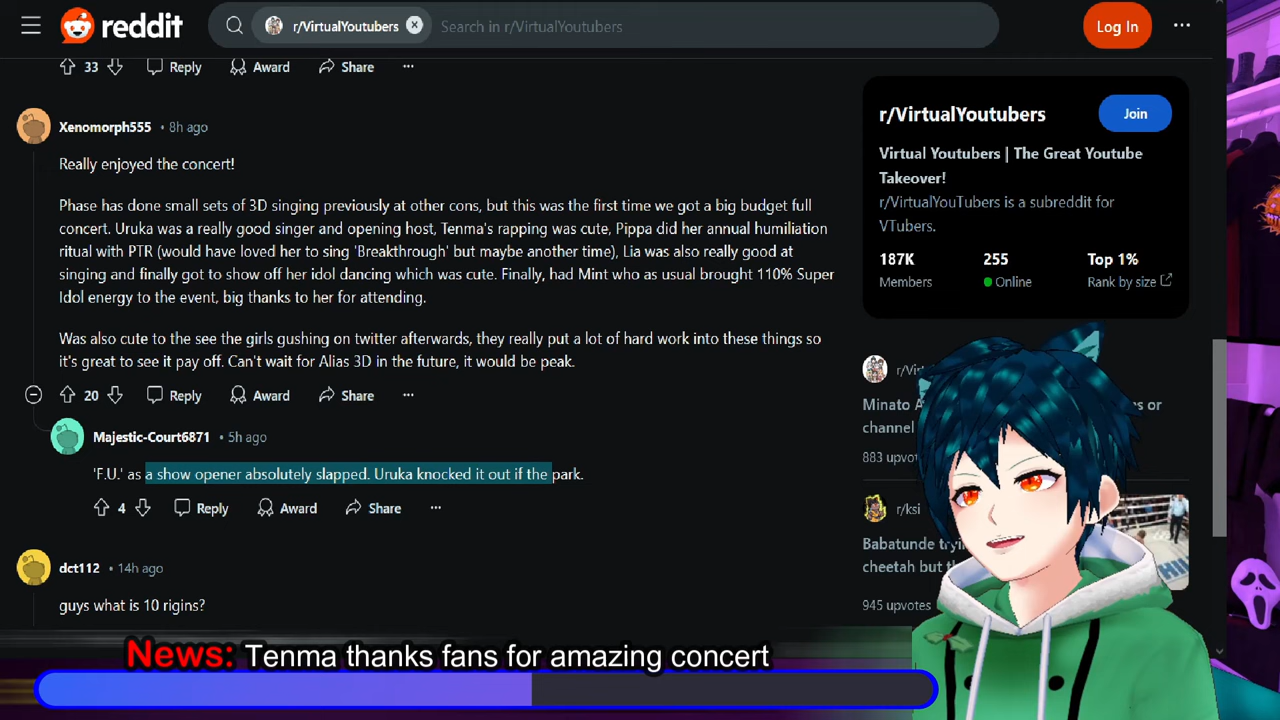 reddit
r/VirtualYoutubers
Search in r/VirtualYoutubers
Log In
33 Reply Award Share
Xenomorph555 • 8h ago
Really enjoyed the concert!
Phase has done small sets of 3D singing previously at other cons, but this was the first time we got a big budget full
concert. Uruka was a really good singer and opening host, Tenma's rapping was cute, Pippa did her annual humiliation
ritual with PTR (would have loved her to sing 'Breakthrough' but maybe another time), Lia was also really good at
singing and finally got to show off her idol dancing which was cute. Finally, had Mint who as usual brought 110% Super
Idol energy to the event, big thanks to her for attending.
Was also cute to the see the girls gushing on twitter afterwards, they really put a lot of hard work into these things so
it's great to see it pay off. Can't wait for Alias 3D in the future, it would be peak.
20 Reply Award Share
Majestic-Court6871 • 5h ago
'F.U.' as a show opener absolutely slapped. Uruka knocked it out if the park.
4 Reply Award Share
dct112 • 14h ago
guys what is 10 rigins?
r/VirtualYoutubers
Join
Virtual Youtubers | The Great Youtube
Takeover!
r/VirtualYouTubers is a subreddit for
VTubers.
187K 255 Top 1%
Members Online Rank by size
Minato
or
channel
883
r/ksi
Babatunde
cheetah but
945 upvotes
News: Tenma thanks fans for amazing concert